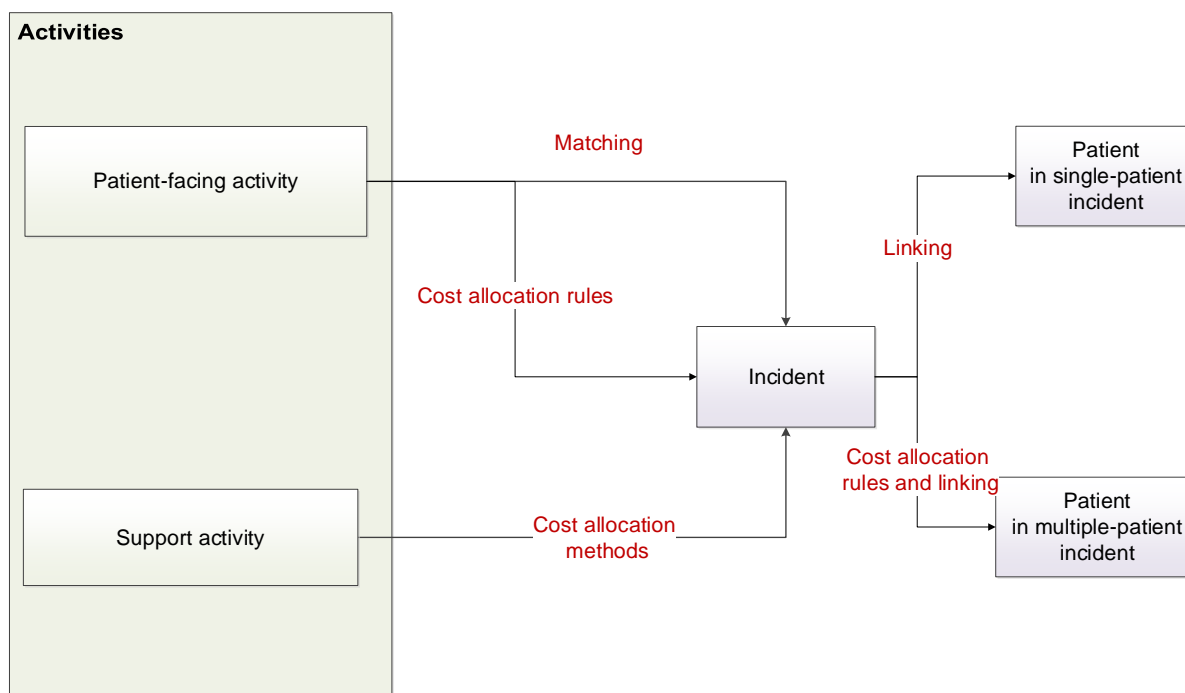 Activities
Patient-facing activity
Matching
Patient
in single-patient
incident
Linking
Cost allocation rules
Incident
Cost allocation
rules and linking
Support activity
Cost allocation
methods
Patient
in multiple-patient
incident